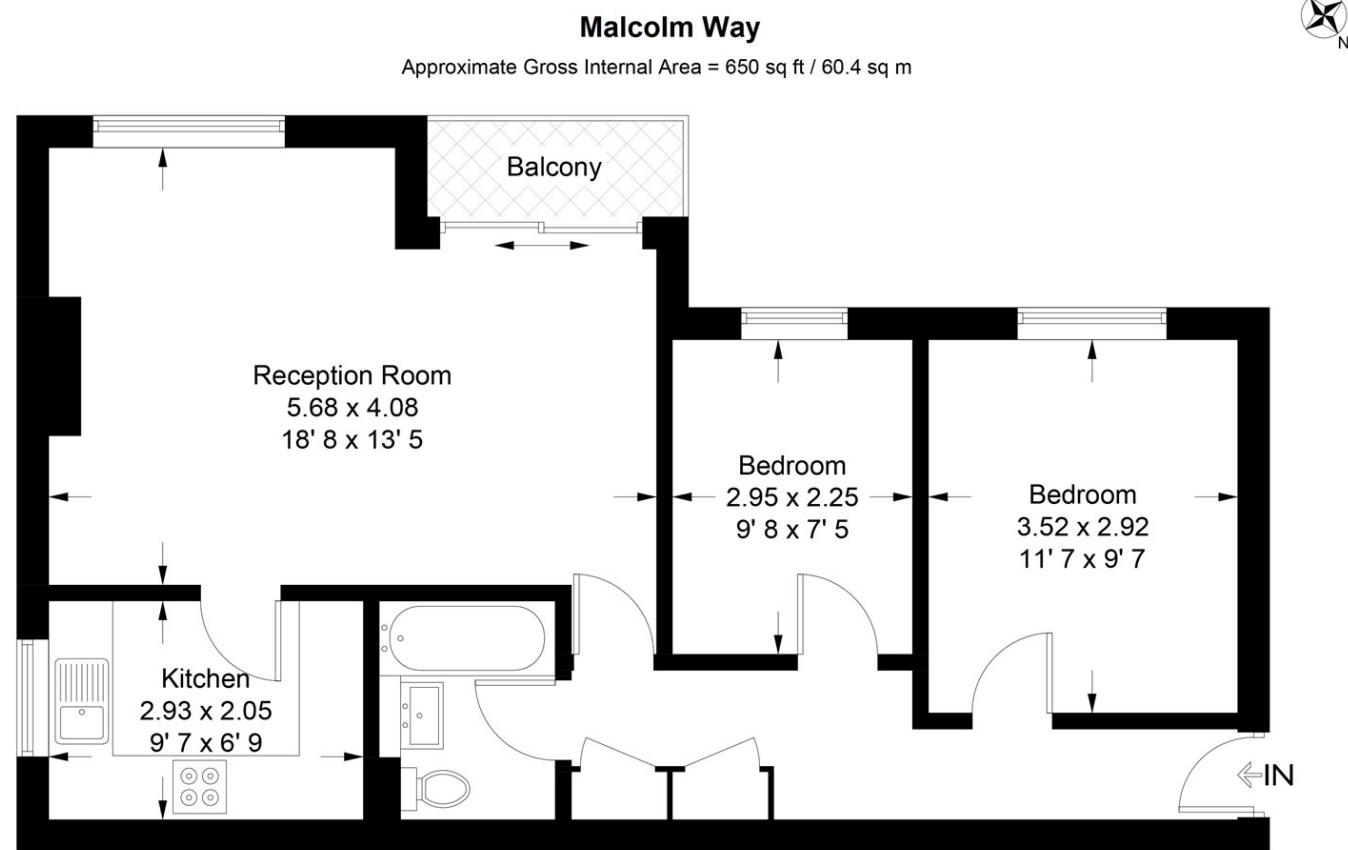 Malcolm Way
N
Approximate Gross Internal Area = 650 sq ft / 60.4 sq m
Balcony
Reception Room
5.68 x 4.08
18' 8 x 13' 5
Bedroom
2.95 x 2.25
9' 8 x 7' 5
Bedroom
3.52 x 2.92
11' 7 x 9' 7
Kitchen
2.93 x 2.05
9' 7 x 6' 9
IN